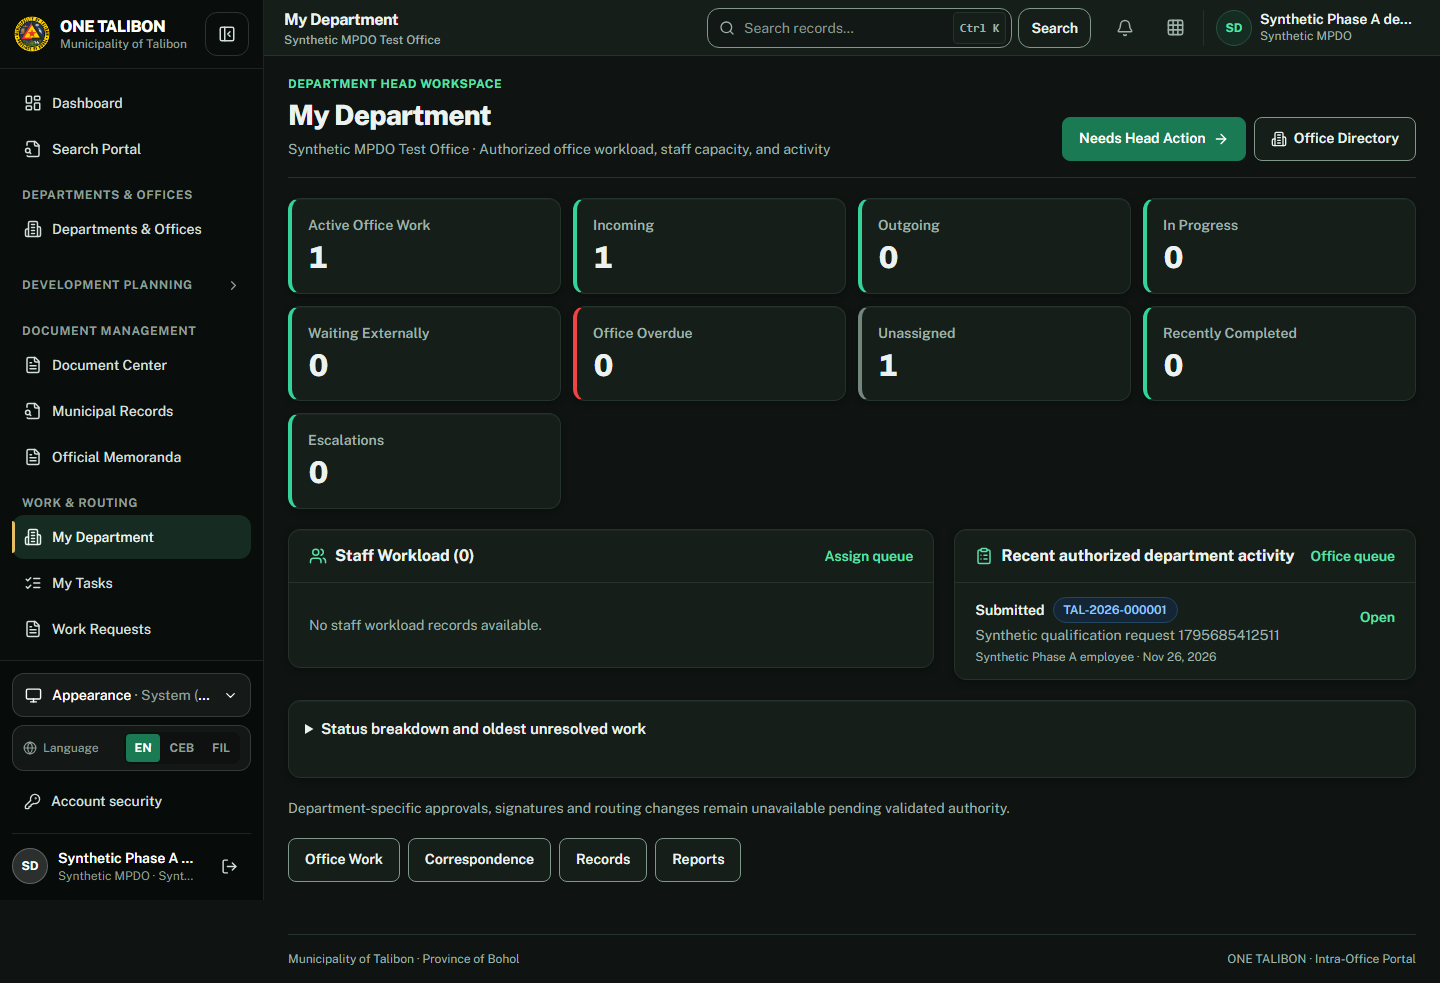 ONE TALIBON
Municipality of Talibon
Dashboard
Search Portal
DEPARTMENTS & OFFICES
Departments & Offices
DEVELOPMENT PLANNING
DOCUMENT MANAGEMENT
Document Center
Municipal Records
Official Memoranda
WORK & ROUTING
My Department
My Tasks
Work Requests
Appearance · System (...
Language EN CEB FIL
Account security
SD
Synthetic Phase A ...
Synthetic MPDO · Synt...
My Department
Synthetic MPDO Test Office
Search records... Ctrl K
Search
SD
Synthetic Phase A de...
Synthetic MPDO
DEPARTMENT HEAD WORKSPACE
My Department
Synthetic MPDO Test Office · Authorized office workload, staff capacity, and activity
Needs Head Action →
Office Directory
Active Office Work
1
Incoming
1
Outgoing
0
In Progress
0
Waiting Externally
0
Office Overdue
0
Unassigned
1
Recently Completed
0
Escalations
0
Staff Workload (0)
Assign queue
No staff workload records available.
Recent authorized department activity
Office queue
Submitted TAL-2026-000001
Synthetic qualification request 1795685412511
Synthetic Phase A employee · Nov 26, 2026
Open
Status breakdown and oldest unresolved work
Department-specific approvals, signatures and routing changes remain unavailable pending validated authority.
Office Work
Correspondence
Records
Reports
Municipality of Talibon · Province of Bohol
ONE TALIBON · Intra-Office Portal